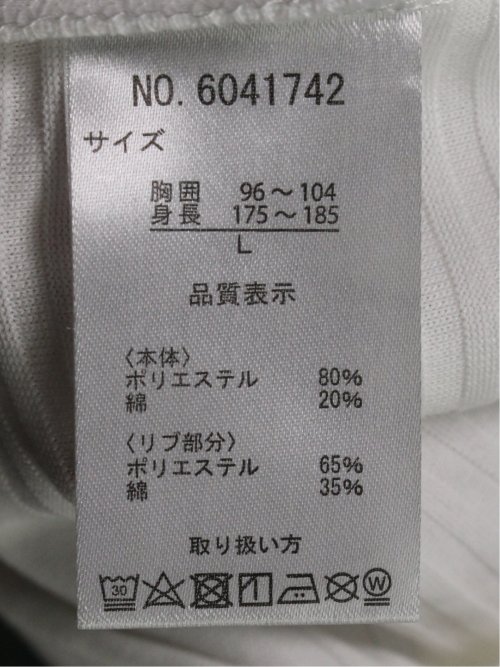 NO. 6041742
サイズ
胸囲 96～104
身長 175～185
L
品質表示
〈本体〉
ポリエステル 80%
綿 20%
〈リブ部分〉
ポリエステル 65%
綿 35%
取り扱い方
30 W